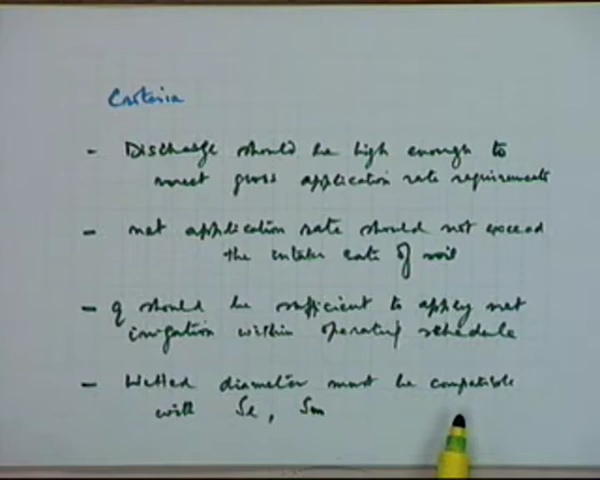 Criteria
- Discharge should be high enough to
meet gross application rate requirements
- net application rate should not exceed
the intake rate of soil
- q should be sufficient to apply net
irrigation within operating schedule
- Wetted diameter must be compatible
with Sl, Sm